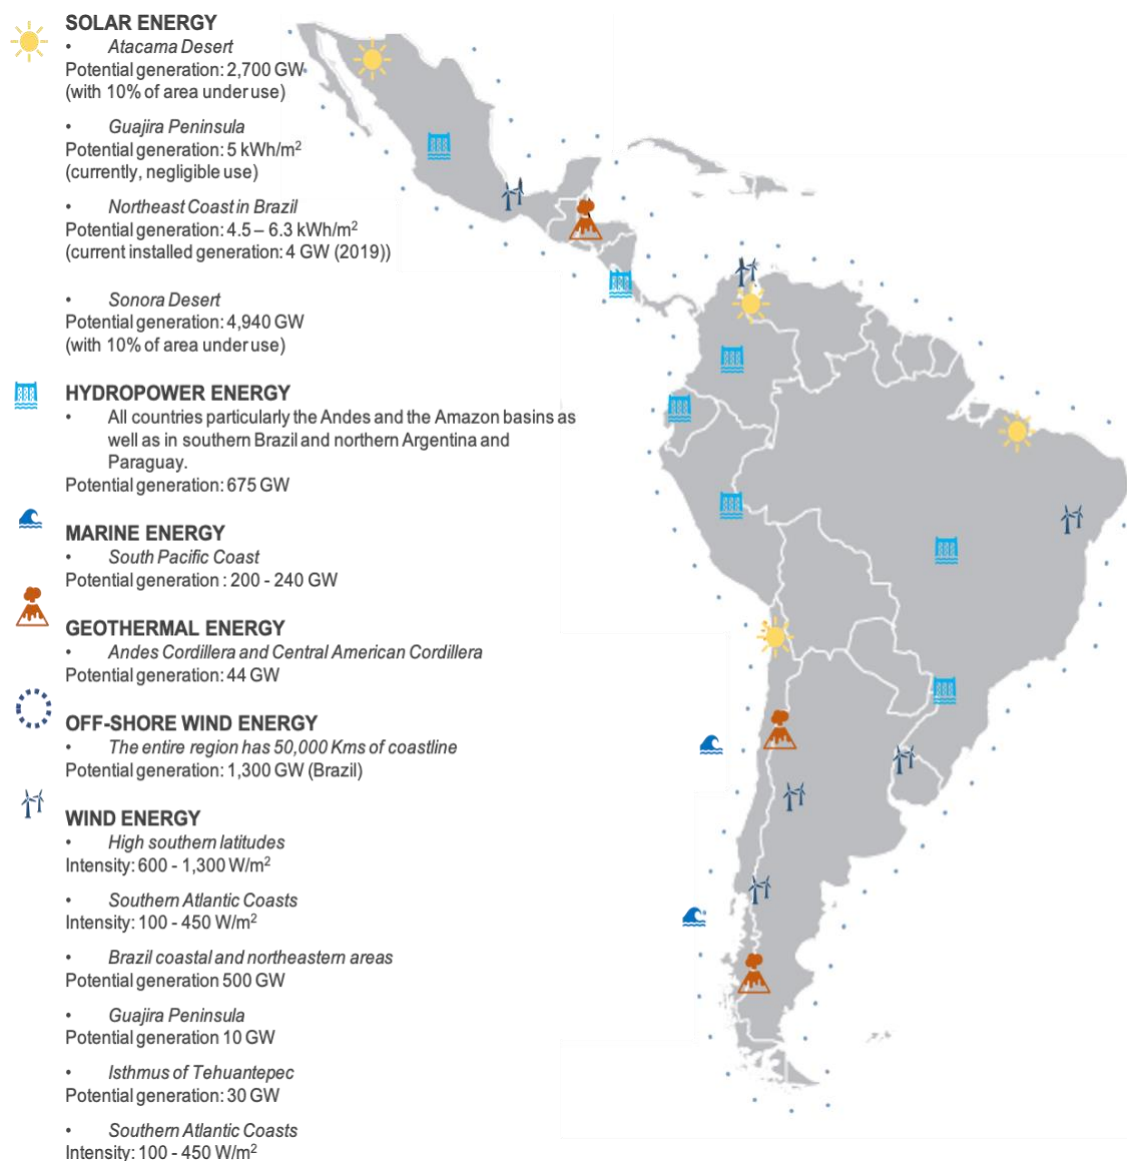 SOLAR ENERGY
• Atacama Desert
Potential generation: 2,700 GW
(with 10% of area under use)
• Guajira Peninsula
Potential generation: 5 kWh/m²
(currently, negligible use)
• Northeast Coast in Brazil
Potential generation: 4.5 – 6.3 kWh/m²
(current installed generation: 4 GW (2019))
• Sonora Desert
Potential generation: 4,940 GW
(with 10% of area under use)
HYDROPOWER ENERGY
• All countries particularly the Andes and the Amazon basins as
well as in southern Brazil and northern Argentina and
Paraguay.
Potential generation: 675 GW
MARINE ENERGY
• South Pacific Coast
Potential generation : 200 - 240 GW
GEOTHERMAL ENERGY
• Andes Cordillera and Central American Cordillera
Potential generation: 44 GW
OFF-SHORE WIND ENERGY
• The entire region has 50,000 Kms of coastline
Potential generation: 1,300 GW (Brazil)
WIND ENERGY
• High southern latitudes
Intensity: 600 - 1,300 W/m²
• Southern Atlantic Coasts
Intensity: 100 - 450 W/m²
• Brazil coastal and northeastern areas
Potential generation 500 GW
• Guajira Peninsula
Potential generation 10 GW
• Isthmus of Tehuantepec
Potential generation: 30 GW
• Southern Atlantic Coasts
Intensity: 100 - 450 W/m²